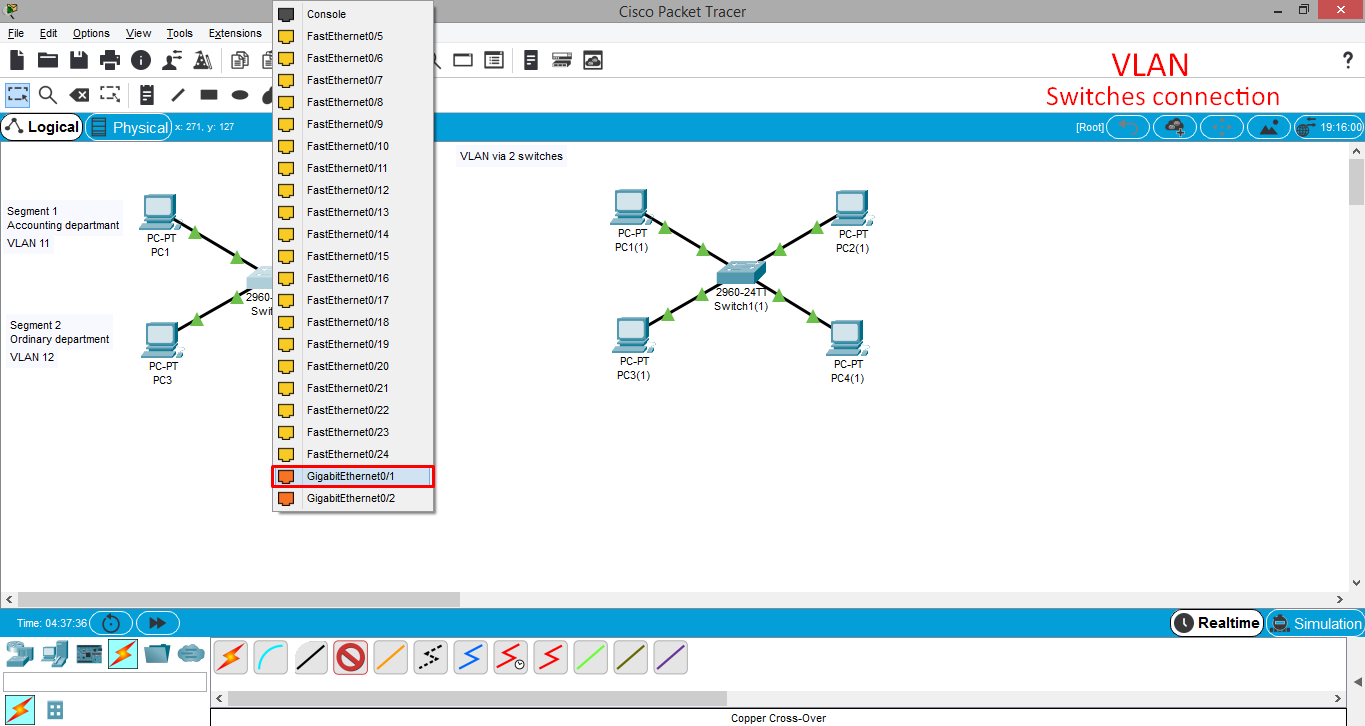 Cisco Packet Tracer
File Edit Options View Tools Extensions
?
VLAN
Switches connection
Logical Physical x: 271, y: 127
[Root] 19:16:00
Console
FastEthernet0/5
FastEthernet0/6
FastEthernet0/7
FastEthernet0/8
FastEthernet0/9
FastEthernet0/10
FastEthernet0/11
FastEthernet0/12
FastEthernet0/13
FastEthernet0/14
FastEthernet0/15
FastEthernet0/16
FastEthernet0/17
FastEthernet0/18
FastEthernet0/19
FastEthernet0/20
FastEthernet0/21
FastEthernet0/22
FastEthernet0/23
FastEthernet0/24
GigabitEthernet0/1
GigabitEthernet0/2
VLAN via 2 switches
Segment 1
Accounting departmant
VLAN 11
PC-PT
PC1
2960-
Swit
Segment 2
Ordinary department
VLAN 12
PC-PT
PC3
PC-PT
PC1(1)
PC-PT
PC2(1)
2960-24TT
Switch1(1)
PC-PT
PC3(1)
PC-PT
PC4(1)
Time: 04:37:36
Realtime Simulation
Copper Cross-Over